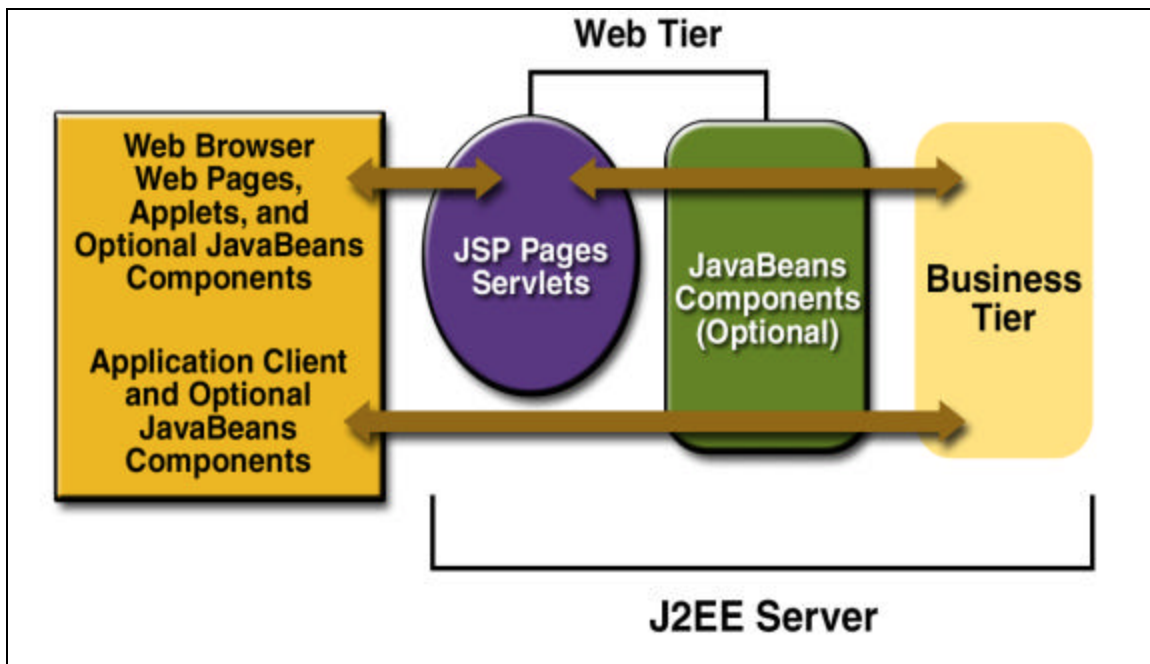 Web Tier
Web Browser
Web Pages,
Applets, and
Optional JavaBeans
Components
Application Client
and Optional
JavaBeans
Components
JSP Pages
Servlets
JavaBeans
Components
(Optional)
Business
Tier
J2EE Server